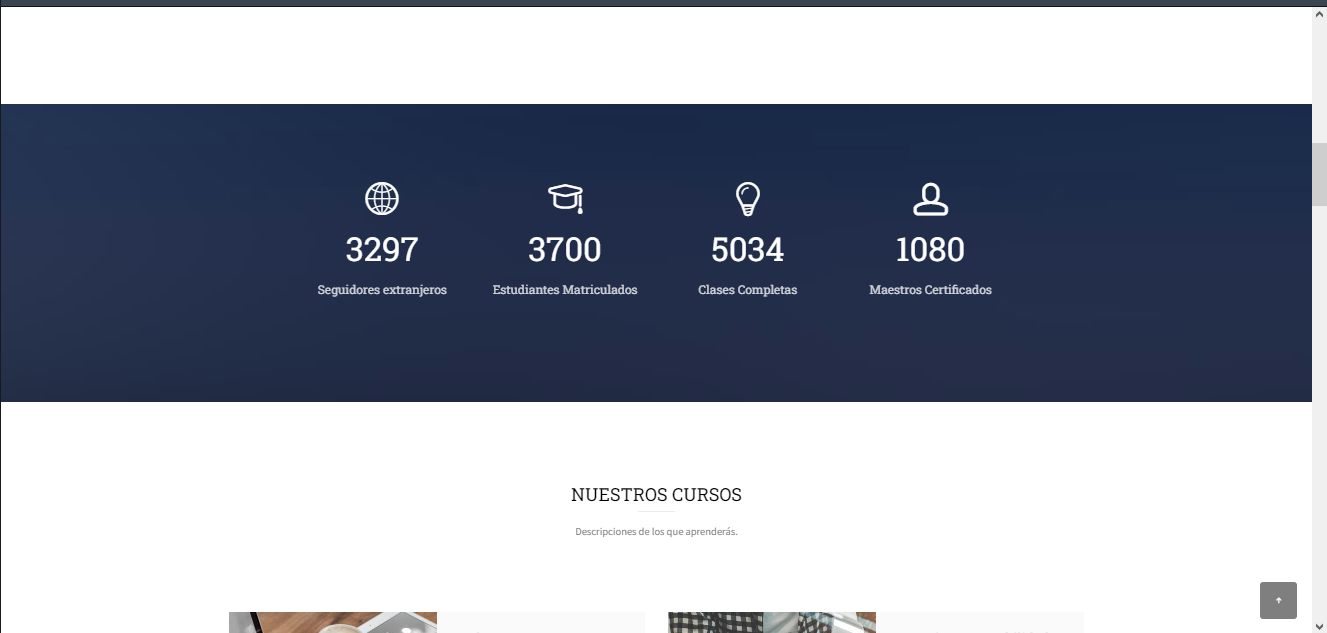 3297
3700
5034
1080
Seguidores extranjeros
Estudiantes Matriculados
Clases Completas
Maestros Certificados
NUESTROS CURSOS
Descripciones de los que aprenderás.